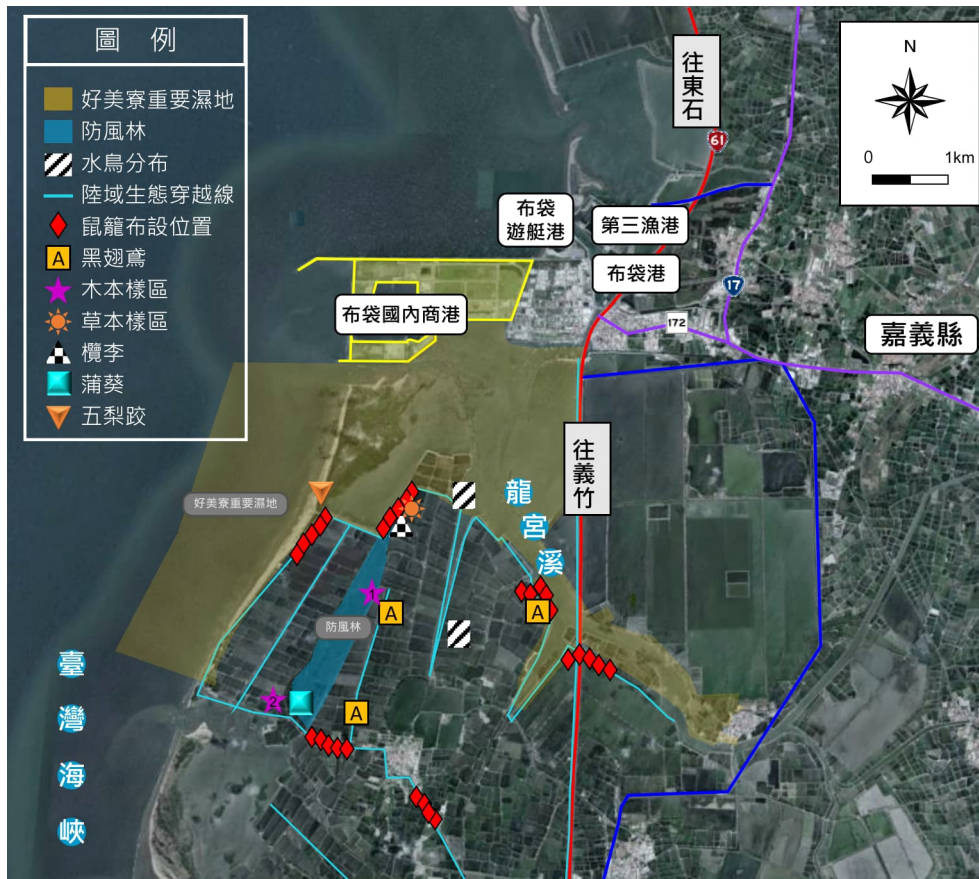 圖 例
好美寮重要濕地
防風林
水鳥分布
陸域生態穿越線
鼠籠布設位置
A
黑翅鳶
木本樣區
草本樣區
欖李
蒲葵
五梨跤
往東石
61
N
0 1km
布袋
遊艇港
第三漁港
布袋港
17
172
布袋國內商港
嘉義縣
往義竹
好美寮重要濕地
龍宮溪
1
A
A
防風林
2
A
臺灣海峽